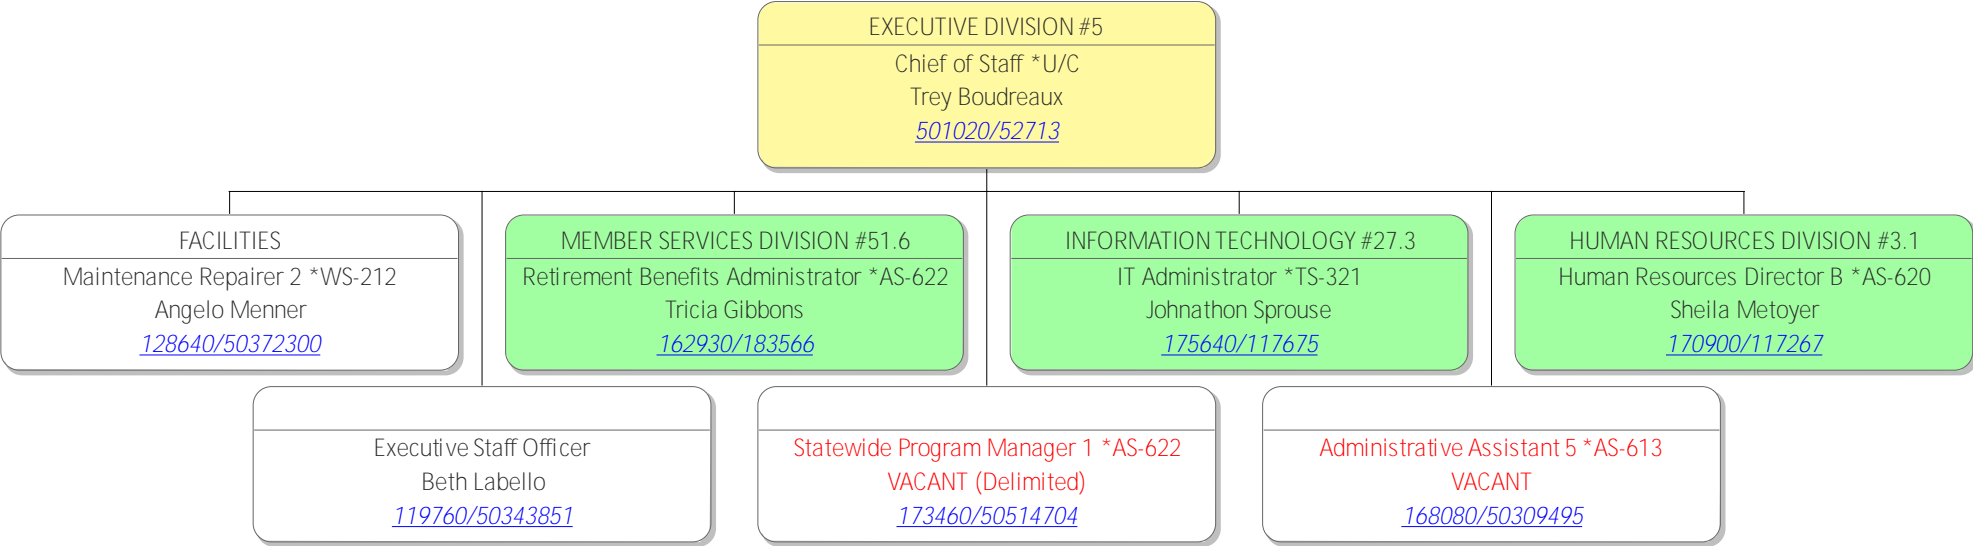 EXECUTIVE DIVISION #5
Chief of Staff *U/C
Trey Boudreaux
501020/52713
FACILITIES
Maintenance Repairer 2 *WS-212
Angelo Menner
128640/50372300
MEMBER SERVICES DIVISION #51.6
Retirement Benefits Administrator *AS-622
Tricia Gibbons
162930/183566
INFORMATION TECHNOLOGY #27.3
IT Administrator *TS-321
Johnathon Sprouse
175640/117675
HUMAN RESOURCES DIVISION #3.1
Human Resources Director B *AS-620
Sheila Metoyer
170900/117267
Executive Staff Officer
Beth Labello
119760/50343851
Statewide Program Manager 1 *AS-622
VACANT (Delimited)
173460/50514704
Administrative Assistant 5 *AS-613
VACANT
168080/50309495